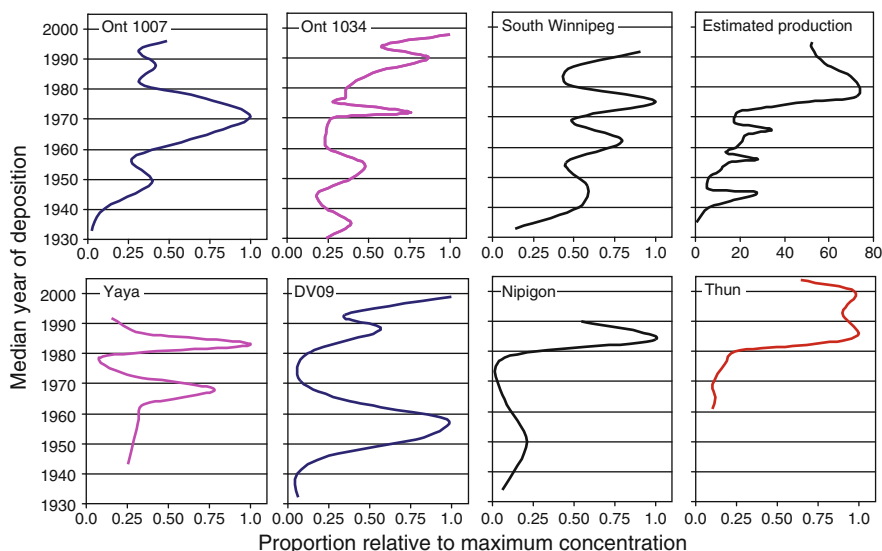 Ont 1007
Ont 1034
South Winnipeg
Estimated production
2000
1990
1980
1970
1960
1950
1940
1930
0.0 0.25 0.50 0.75 1.0
0.0 0.25 0.50 0.75 1.0
0.0 0.25 0.50 0.75 1.0
0 20 40 60 80
Yaya
DV09
Nipigon
Thun
2000
1990
1980
1970
1960
1950
1940
1930
0.0 0.25 0.50 0.75 1.0
0.0 0.25 0.50 0.75 1.0
0.0 0.25 0.50 0.75 1.0
0.0 0.25 0.50 0.75 1.0
Median year of deposition
Proportion relative to maximum concentration